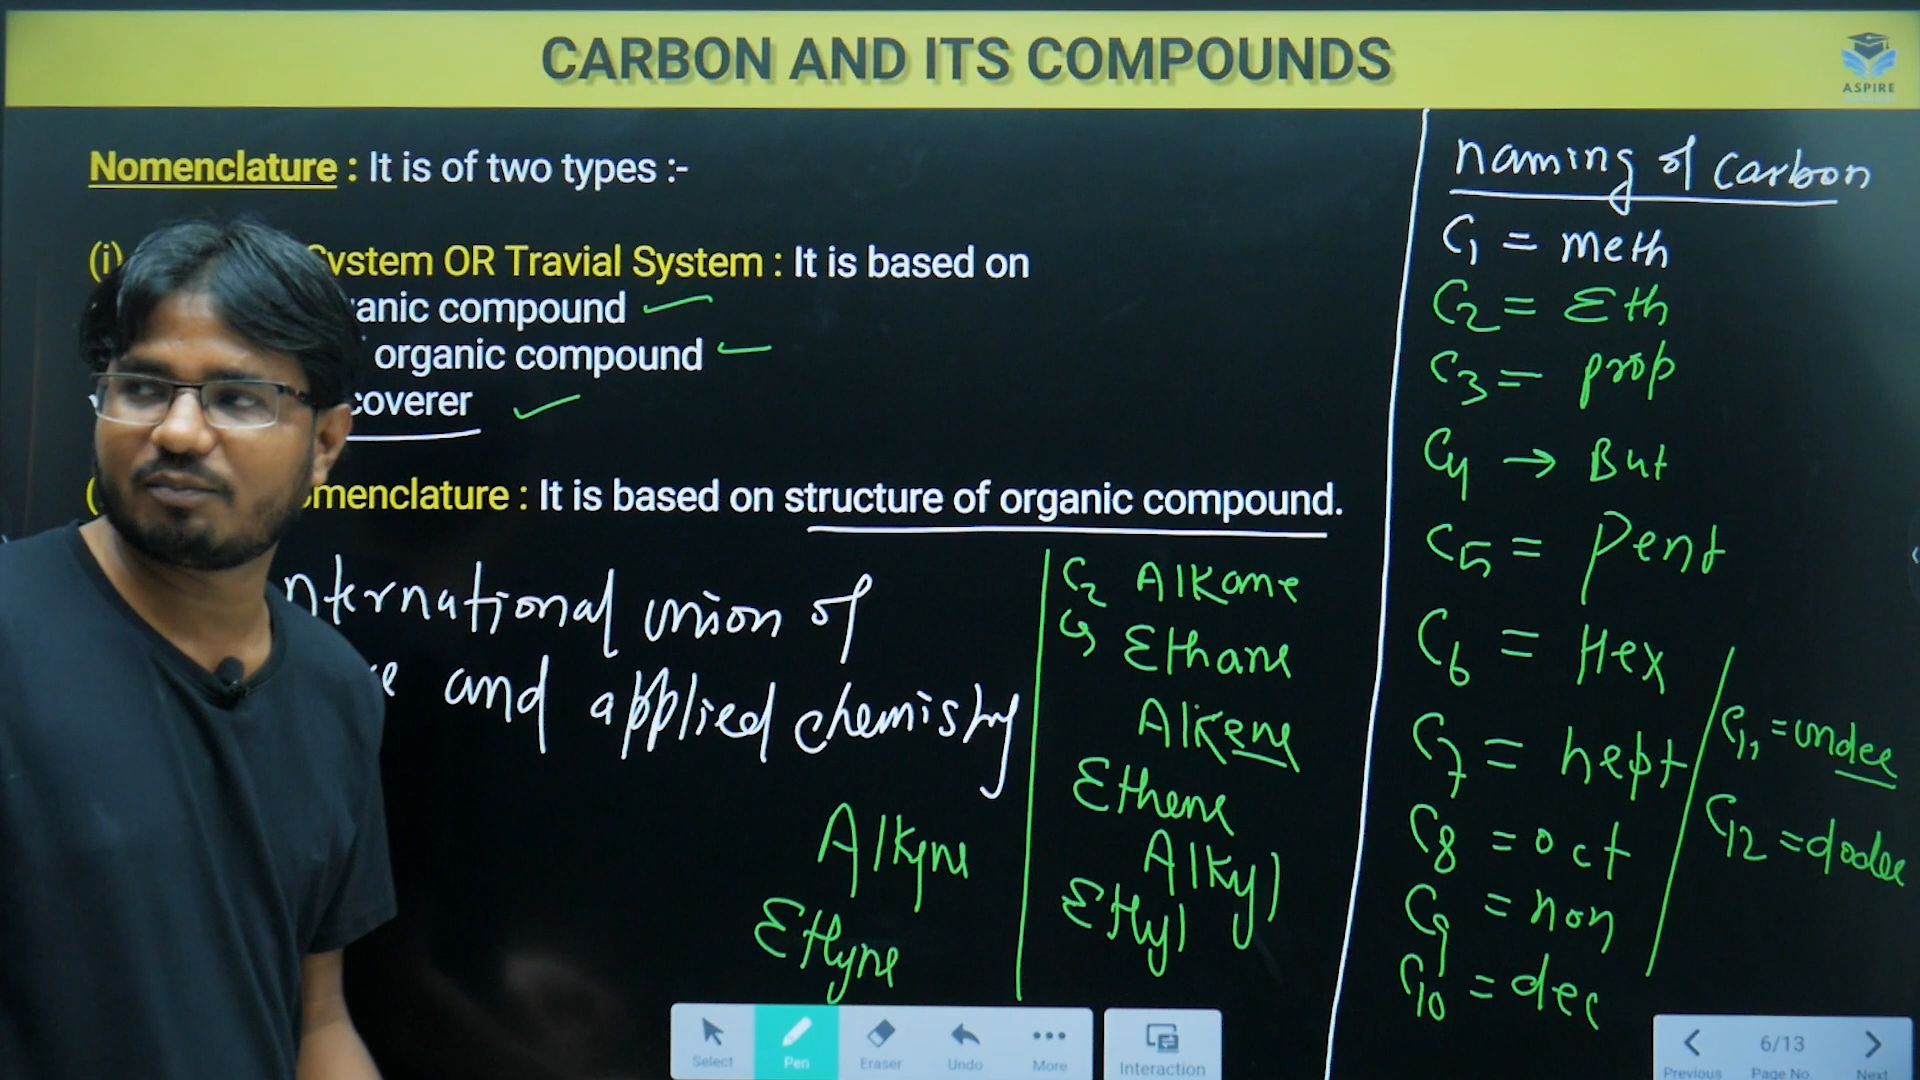 CARBON AND ITS COMPOUNDS
ASPIRE
Nomenclature : It is of two types :-
(i) ystem OR Travial System : It is based on
anic compound
organic compound
coverer
menclature : It is based on structure of organic compound.
nternational union of
and applied chemistry
Alkyne
Ethyne
C2 Alkane
Ethane
Alkene
Ethene
Alkyl
Ethyl
naming of carbon
C1 = meth
C2 = Eth
C3 = prop
C4 → But
C5 = Pent
C6 = Hex
C7 = hept
C8 = oct
C9 = non
C10 = dec
C11 = undec
C12 = dodec
Select
Pen
Eraser
Undo
More
Interaction
6/13
Previous Page No. Next